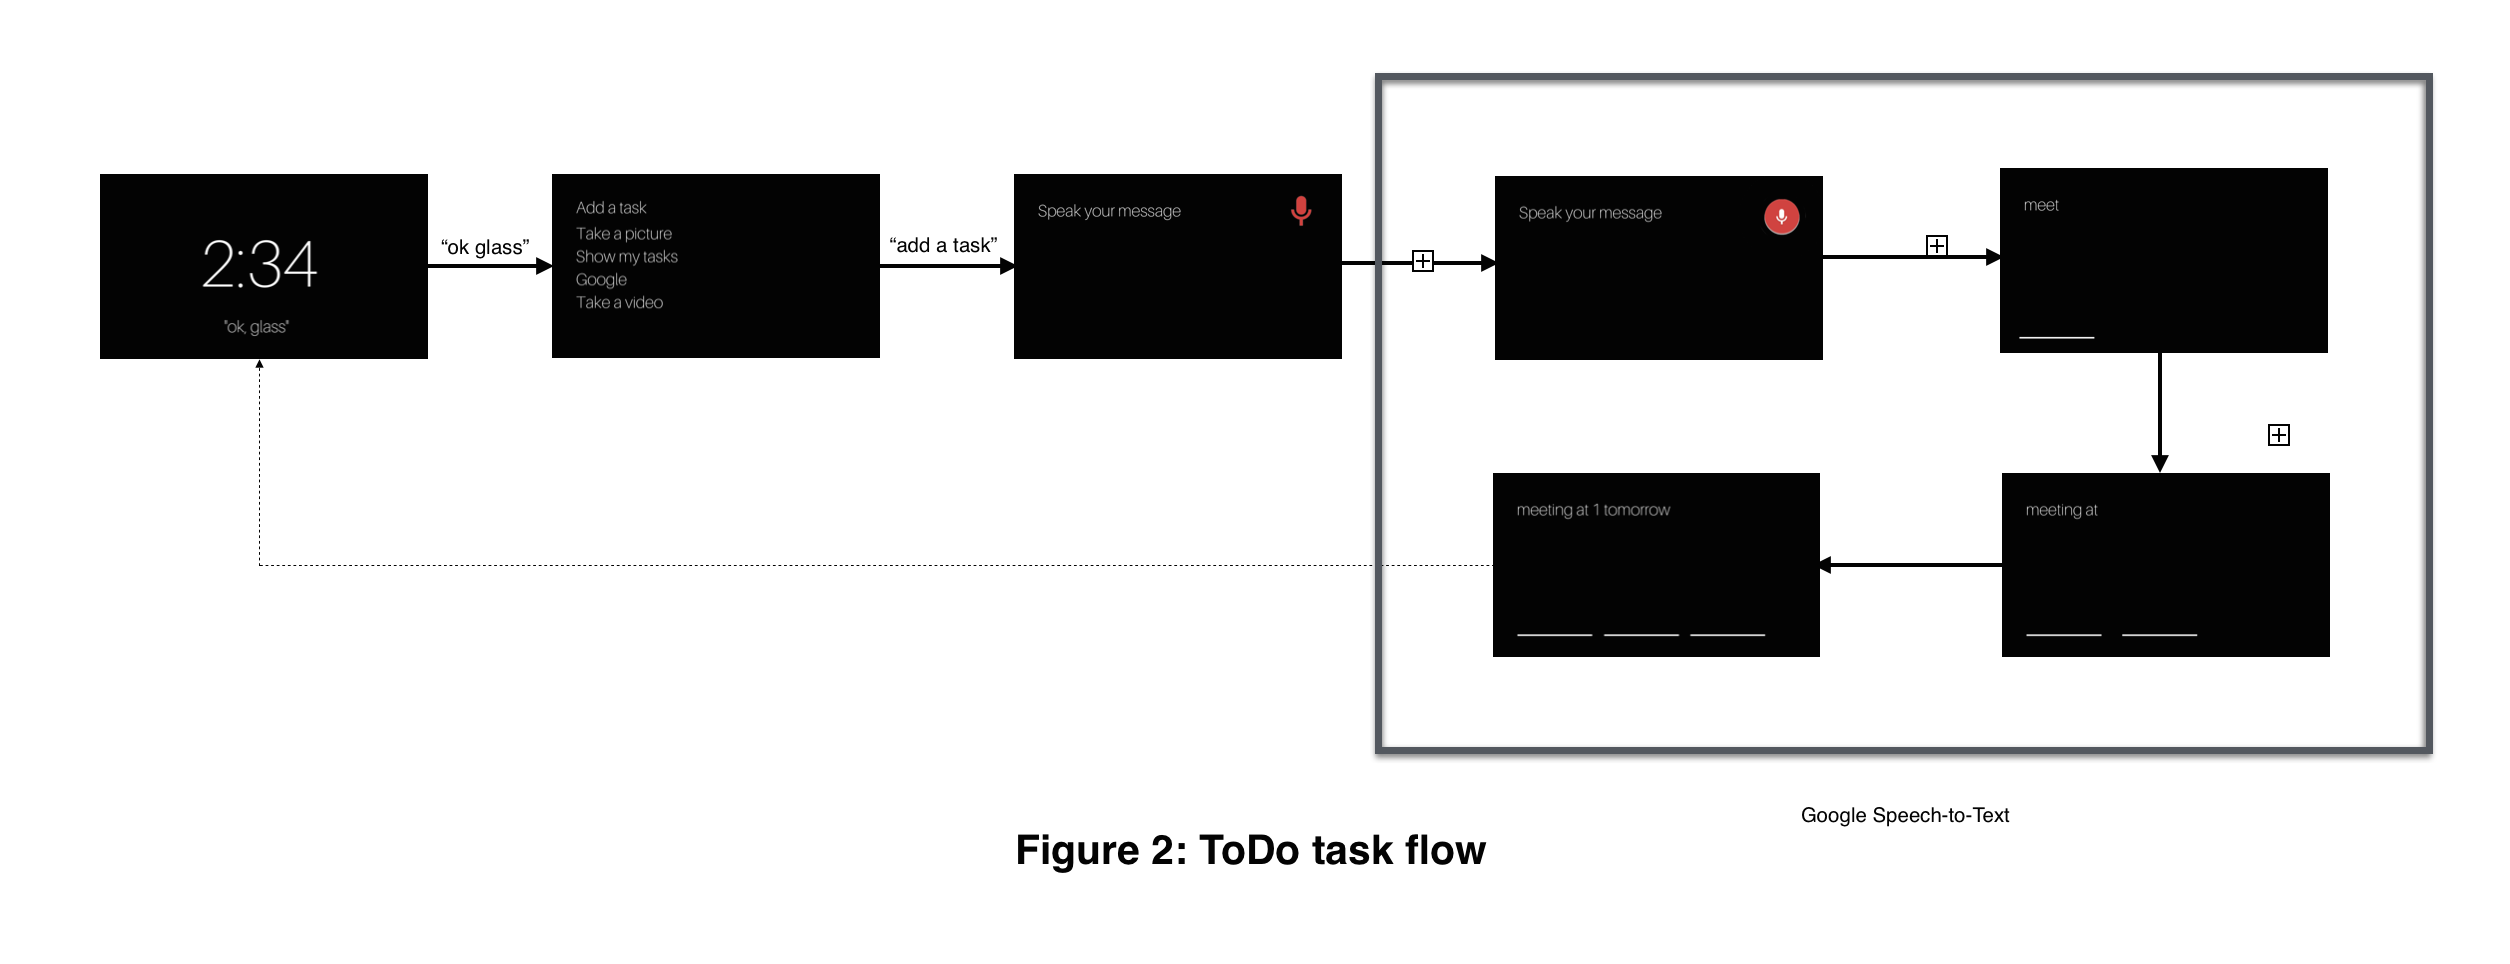 2:34
"ok, glass"
“ok glass”
Add a task
Take a picture
Show my tasks
Google
Take a video
“add a task”
Speak your message
Speak your message
meet
meeting at
meeting at 1 tomorrow
Google Speech-to-Text
Figure 2: ToDo task flow